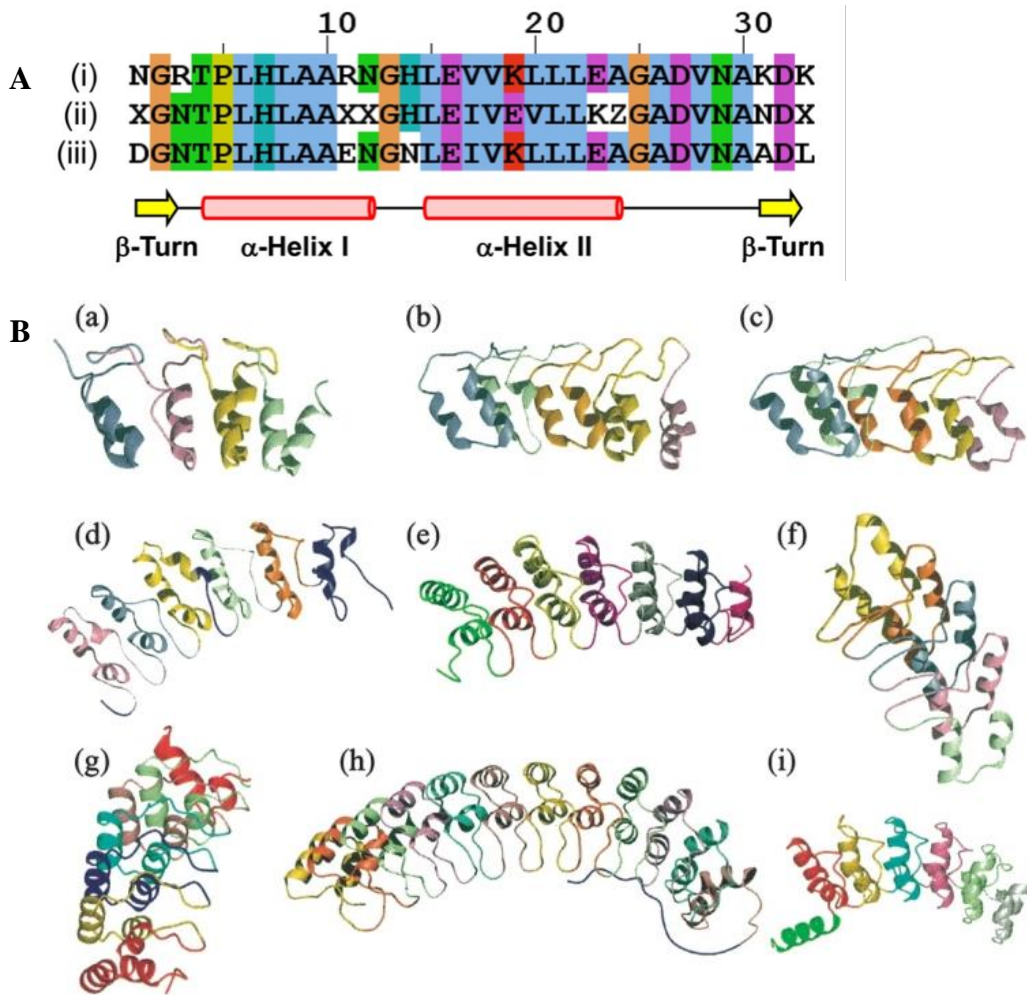 10 20 30
A (i) NGRTPLHLAARNGHLEVVKLLLEAGADVNAKDK
(ii) XGNTPLHLAAXXGHLEIVEVLLKZGADVNANDX
(iii) DGNTPLHLAAENGNLEIVKLLLEAGADVNAADL
β-Turn α-Helix I α-Helix II β-Turn
B (a) (b) (c)
(d) (e) (f)
(g) (h) (i)